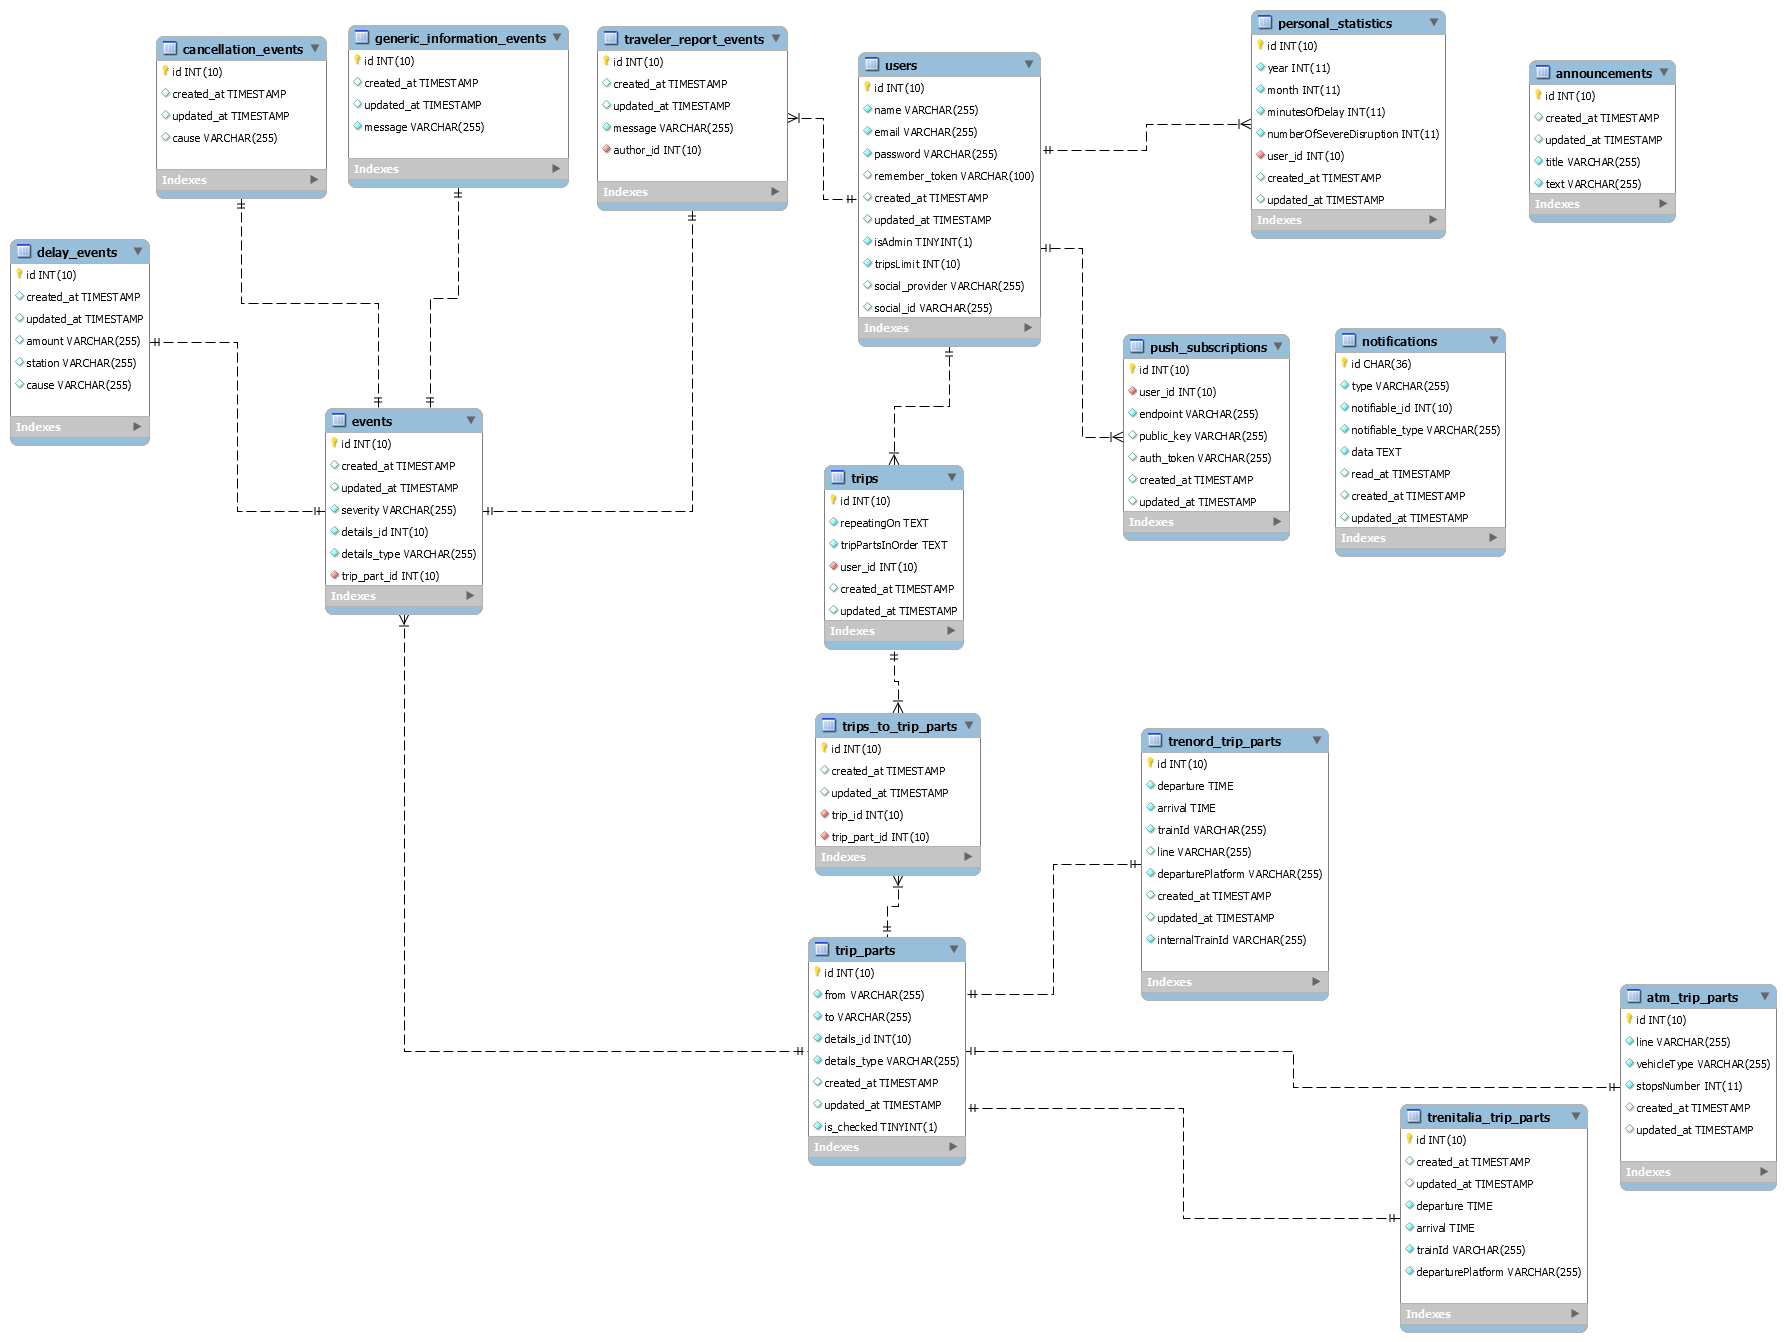 cancellation_events
id INT(10)
created_at TIMESTAMP
updated_at TIMESTAMP
cause VARCHAR(255)
Indexes
generic_information_events
id INT(10)
created_at TIMESTAMP
updated_at TIMESTAMP
message VARCHAR(255)
Indexes
traveler_report_events
id INT(10)
created_at TIMESTAMP
updated_at TIMESTAMP
message VARCHAR(255)
author_id INT(10)
Indexes
users
id INT(10)
name VARCHAR(255)
email VARCHAR(255)
password VARCHAR(255)
remember_token VARCHAR(100)
created_at TIMESTAMP
updated_at TIMESTAMP
isAdmin TINYINT(1)
tripsLimit INT(10)
social_provider VARCHAR(255)
social_id VARCHAR(255)
Indexes
personal_statistics
id INT(10)
year INT(11)
month INT(11)
minutesOfDelay INT(11)
numberOfSevereDisruption INT(11)
user_id INT(10)
created_at TIMESTAMP
updated_at TIMESTAMP
Indexes
announcements
id INT(10)
created_at TIMESTAMP
updated_at TIMESTAMP
title VARCHAR(255)
text VARCHAR(255)
Indexes
delay_events
id INT(10)
created_at TIMESTAMP
updated_at TIMESTAMP
amount VARCHAR(255)
station VARCHAR(255)
cause VARCHAR(255)
Indexes
events
id INT(10)
created_at TIMESTAMP
updated_at TIMESTAMP
severity VARCHAR(255)
details_id INT(10)
details_type VARCHAR(255)
trip_part_id INT(10)
Indexes
push_subscriptions
id INT(10)
user_id INT(10)
endpoint VARCHAR(255)
public_key VARCHAR(255)
auth_token VARCHAR(255)
created_at TIMESTAMP
updated_at TIMESTAMP
Indexes
notifications
id CHAR(36)
type VARCHAR(255)
notifiable_id INT(10)
notifiable_type VARCHAR(255)
data TEXT
read_at TIMESTAMP
created_at TIMESTAMP
updated_at TIMESTAMP
Indexes
trips
id INT(10)
repeatingOn TEXT
tripPartsInOrder TEXT
user_id INT(10)
created_at TIMESTAMP
updated_at TIMESTAMP
Indexes
trips_to_trip_parts
id INT(10)
created_at TIMESTAMP
updated_at TIMESTAMP
trip_id INT(10)
trip_part_id INT(10)
Indexes
trenord_trip_parts
id INT(10)
departure TIME
arrival TIME
trainId VARCHAR(255)
line VARCHAR(255)
departurePlatform VARCHAR(255)
created_at TIMESTAMP
updated_at TIMESTAMP
internalTrainId VARCHAR(255)
Indexes
trip_parts
id INT(10)
from VARCHAR(255)
to VARCHAR(255)
details_id INT(10)
details_type VARCHAR(255)
created_at TIMESTAMP
updated_at TIMESTAMP
is_checked TINYINT(1)
Indexes
atm_trip_parts
id INT(10)
line VARCHAR(255)
vehicleType VARCHAR(255)
stopsNumber INT(11)
created_at TIMESTAMP
updated_at TIMESTAMP
Indexes
trenitalia_trip_parts
id INT(10)
created_at TIMESTAMP
updated_at TIMESTAMP
departure TIME
arrival TIME
trainId VARCHAR(255)
departurePlatform VARCHAR(255)
Indexes